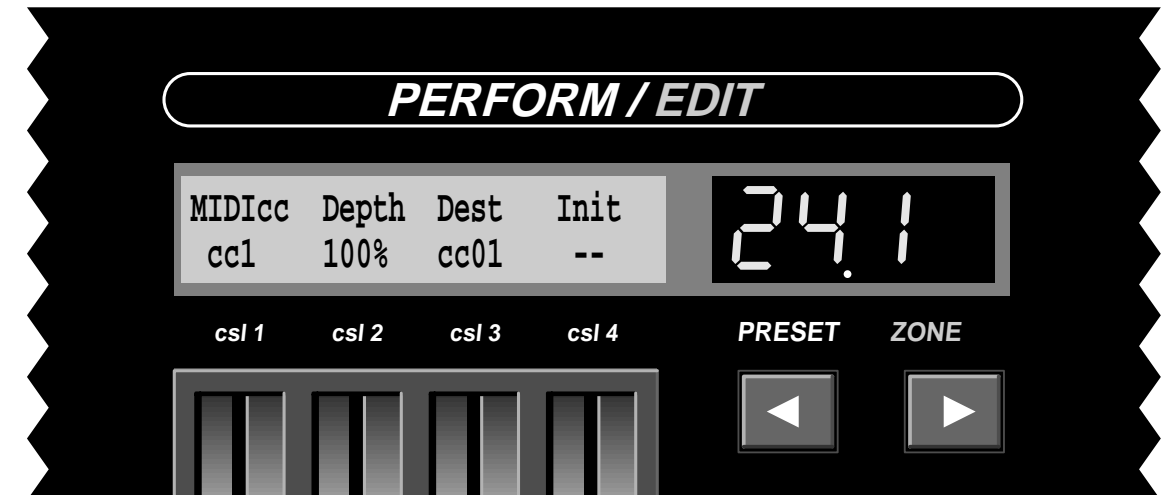 PERFORM / EDIT
MIDIcc Depth Dest Init
cc1 100% cc01 --
24.1
csl 1 csl 2 csl 3 csl 4 PRESET ZONE